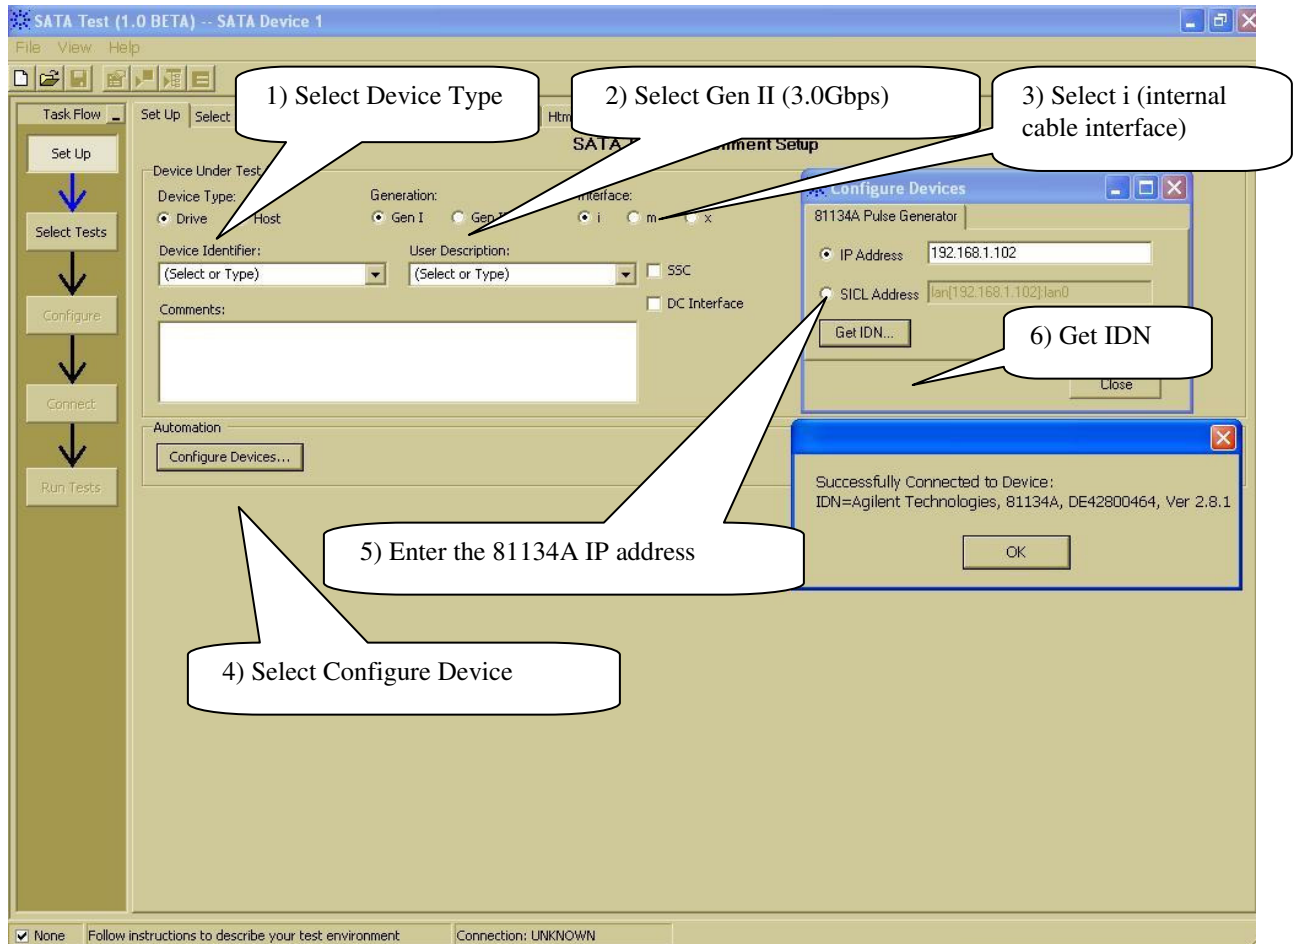 SATA Test (1.0 BETA) -- SATA Device 1
File View Help
1) Select Device Type
2) Select Gen II (3.0Gbps)
3) Select i (internal
cable interface)
Task Flow
Set Up
Select Tests
Configure
Connect
Run Tests
Set Up Select
SATA Setup
Device Under Test
Device Type:
Drive Host
Generation:
Gen I Gen
Interface:
i m x
Device Identifier:
(Select or Type)
User Description:
(Select or Type)
SSC
DC Interface
Comments:
Automation
Configure Devices...
Configure Devices
81134A Pulse Generator
IP Address 192.168.1.102
SICL Address lan[192.168.1.102]:lan0
Get IDN...
6) Get IDN
Close
Successfully Connected to Device:
IDN=Agilent Technologies, 81134A, DE42800464, Ver 2.8.1
OK
5) Enter the 81134A IP address
4) Select Configure Device
None Follow instructions to describe your test environment Connection: UNKNOWN